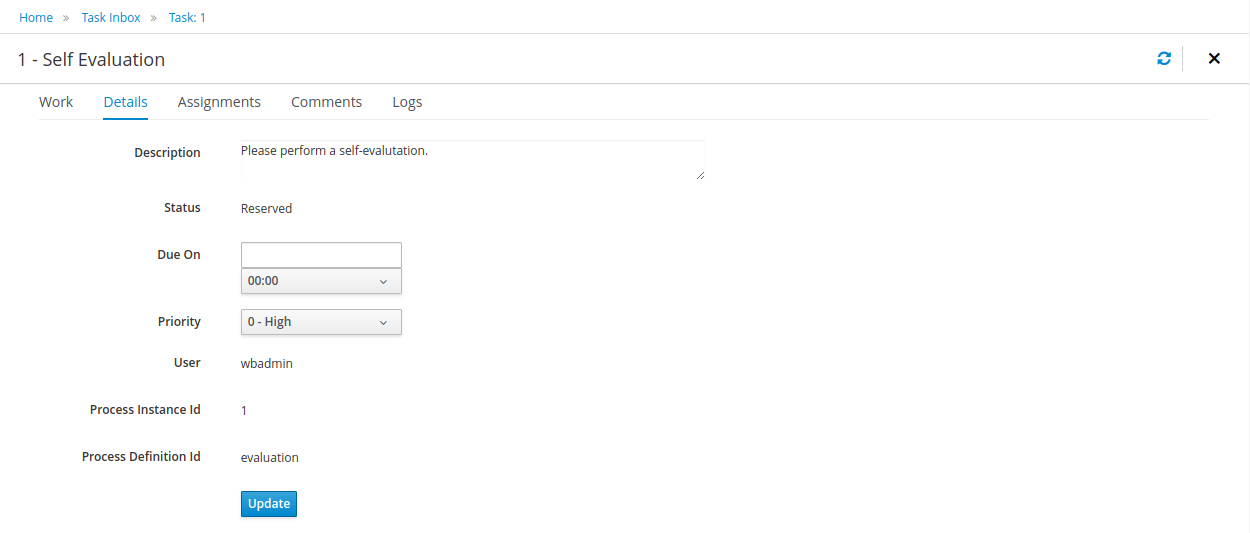 Home » Task Inbox » Task: 1
1 - Self Evaluation
Work Details Assignments Comments Logs
Description Please perform a self-evalutation.
Status Reserved
Due On
00:00
Priority 0 - High
User wbadmin
Process Instance Id 1
Process Definition Id evaluation
Update